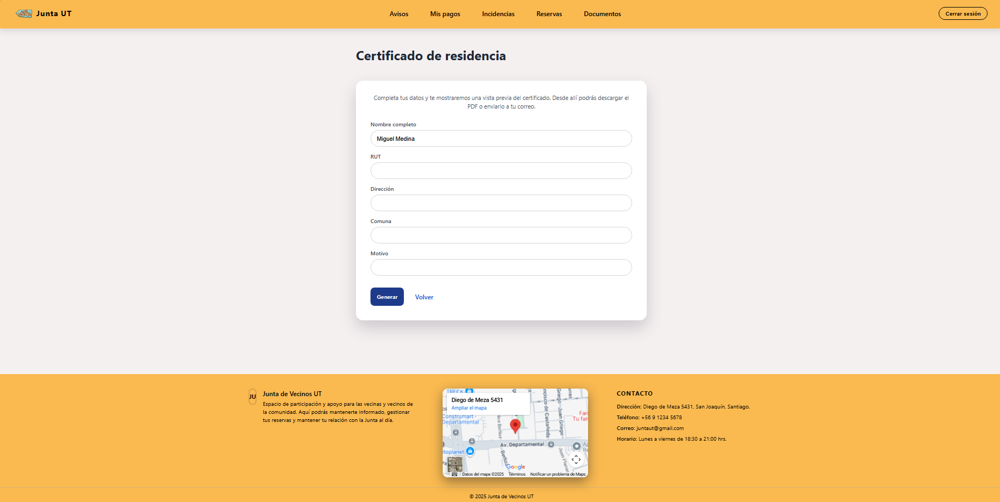 Junta UT
Avisos
Mis pagos
Incidencias
Reservas
Documentos
Cerrar sesión
Certificado de residencia
Completa tus datos y te mostraremos una vista previa del certificado. Desde allí podrás descargar el
PDF o enviarlo a tu correo.
Nombre completo
Miguel Medina
RUT
Dirección
Comuna
Motivo
Generar
Volver
JU
Junta de Vecinos UT
Espacio de participación y apoyo para las vecinas y vecinos de
la comunidad. Aquí podrás mantenerte informado, gestionar
tus reservas y mantener tu relación con la Junta al día.
TRECK
Diego de Meza 5431
Ampliar el mapa
Construmart -
Departamental
Nva Berlioz
ncisco de Castañeda
Juan Griego
Griego
Tu far
Av. Departamental
toplanet
Berlioz
Google
Datos del mapa ©2025
Términos
Notificar un problema de Maps
CONTACTO
Dirección: Diego de Meza 5431, San Joaquín, Santiago.
Teléfono: +56 9 1234 5678
Correo: juntaut@gmail.com
Horario: Lunes a viernes de 18:30 a 21:00 hrs.
© 2025 Junta de Vecinos UT